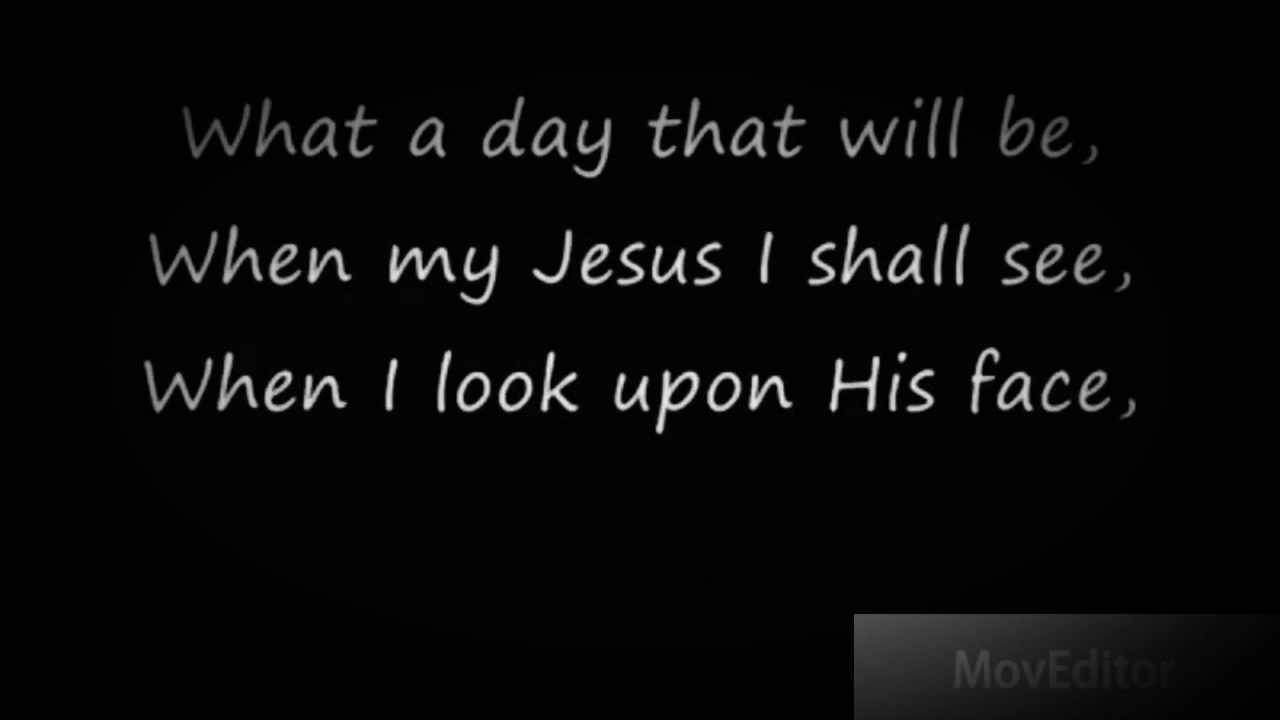 What a day that will be,
When my Jesus I shall see,
When I look upon His face,
MovEditor